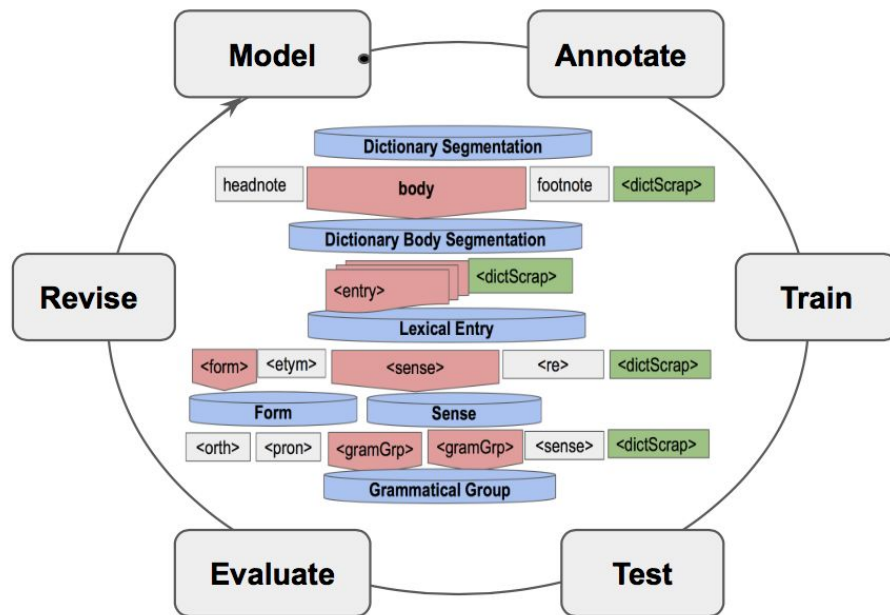 Model
Annotate
Dictionary Segmentation
headnote body footnote <dictScrap>
Dictionary Body Segmentation
<entry> <dictScrap>
Revise
Train
Lexical Entry
<form> <etym> <sense> <re> <dictScrap>
Form Sense
<orth> <pron> <gramGrp> <gramGrp> <sense> <dictScrap>
Grammatical Group
Evaluate
Test